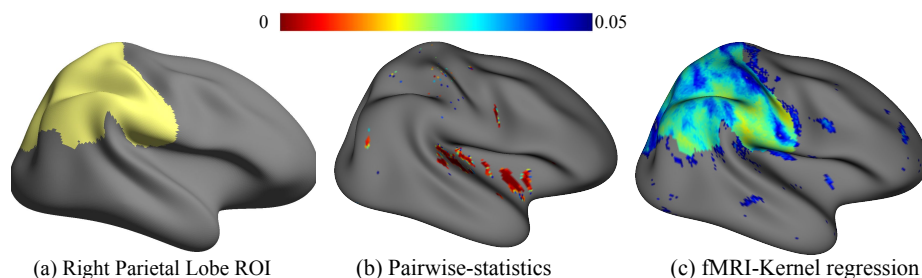 0 0.05
(a) Right Parietal Lobe ROI (b) Pairwise-statistics (c) fMRI-Kernel regression